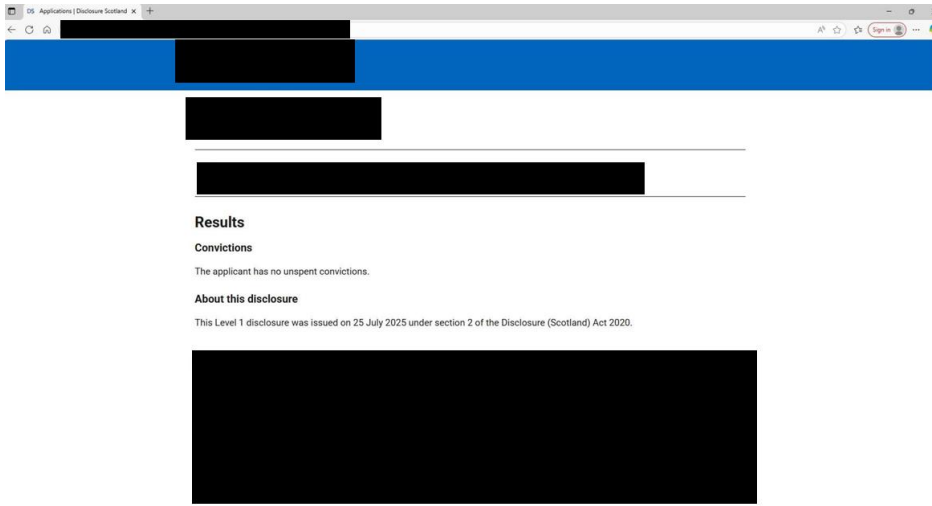 DS Applications | Disclosure Scotland
Sign in
Results
Convictions
The applicant has no unspent convictions.
About this disclosure
This Level 1 disclosure was issued on 25 July 2025 under section 2 of the Disclosure (Scotland) Act 2020.